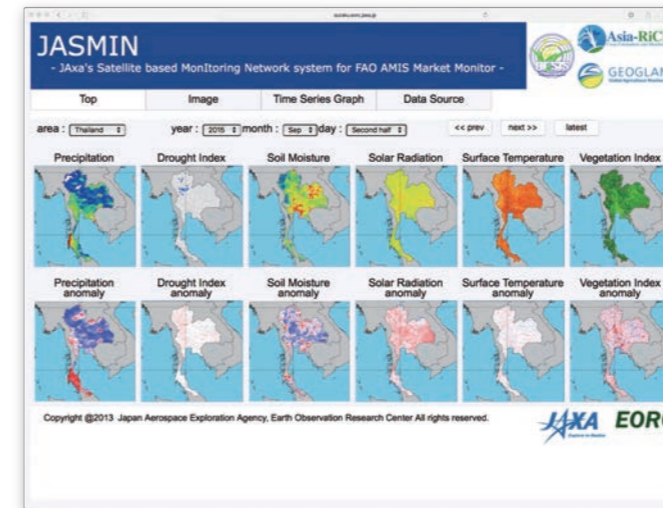 JASMIN
- JAxa's Satellite based MonItoring Network system for FAO AMIS Market Monitor -
Asia-RiC
GEOGLAM
Top Image Time Series Graph Data Source
area : Thailand year : 2015 month : Sep day : Second half << prev next >> latest
Precipitation Drought Index Soil Moisture Solar Radiation Surface Temperature Vegetation Index
Precipitation anomaly Drought Index anomaly Soil Moisture anomaly Solar Radiation anomaly Surface Temperature anomaly Vegetation Index anomaly
Copyright @2013 Japan Aerospace Exploration Agency, Earth Observation Research Center All rights reserved.
JAXA EORC